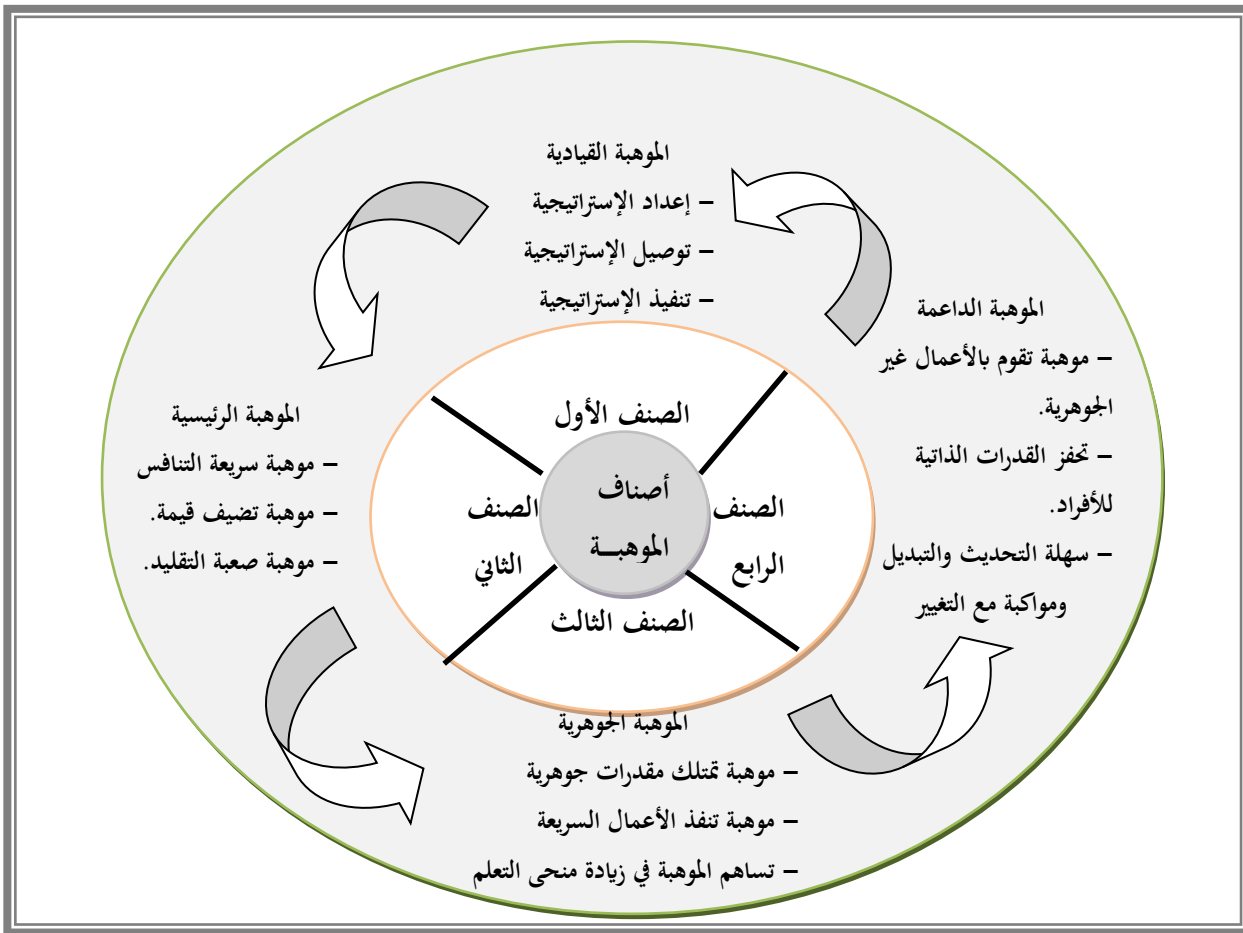 الموهبة القيادية
– إعداد الإستراتيجية
– توصيل الإستراتيجية
– تنفيذ الإستراتيجية
الموهبة الداعمة
– موهبة تقوم بالأعمال غير
الجوهرية.
– تحفز القدرات الذاتية
للأفراد.
– سهلة التحديث والتبديل
ومواكبة مع التغيير
الموهبة الرئيسية
– موهبة سريعة التنافس
– موهبة تضيف قيمة.
– موهبة صعبة التقليد.
الصنف الأول
أصناف
الموهبــة
الصنف
الرابع
الصنف
الثاني
الصنف الثالث
الموهبة الجوهرية
– موهبة تمتلك مقدرات جوهرية
– موهبة تنفذ الأعمال السريعة
– تساهم الموهبة في زيادة منحى التعلم